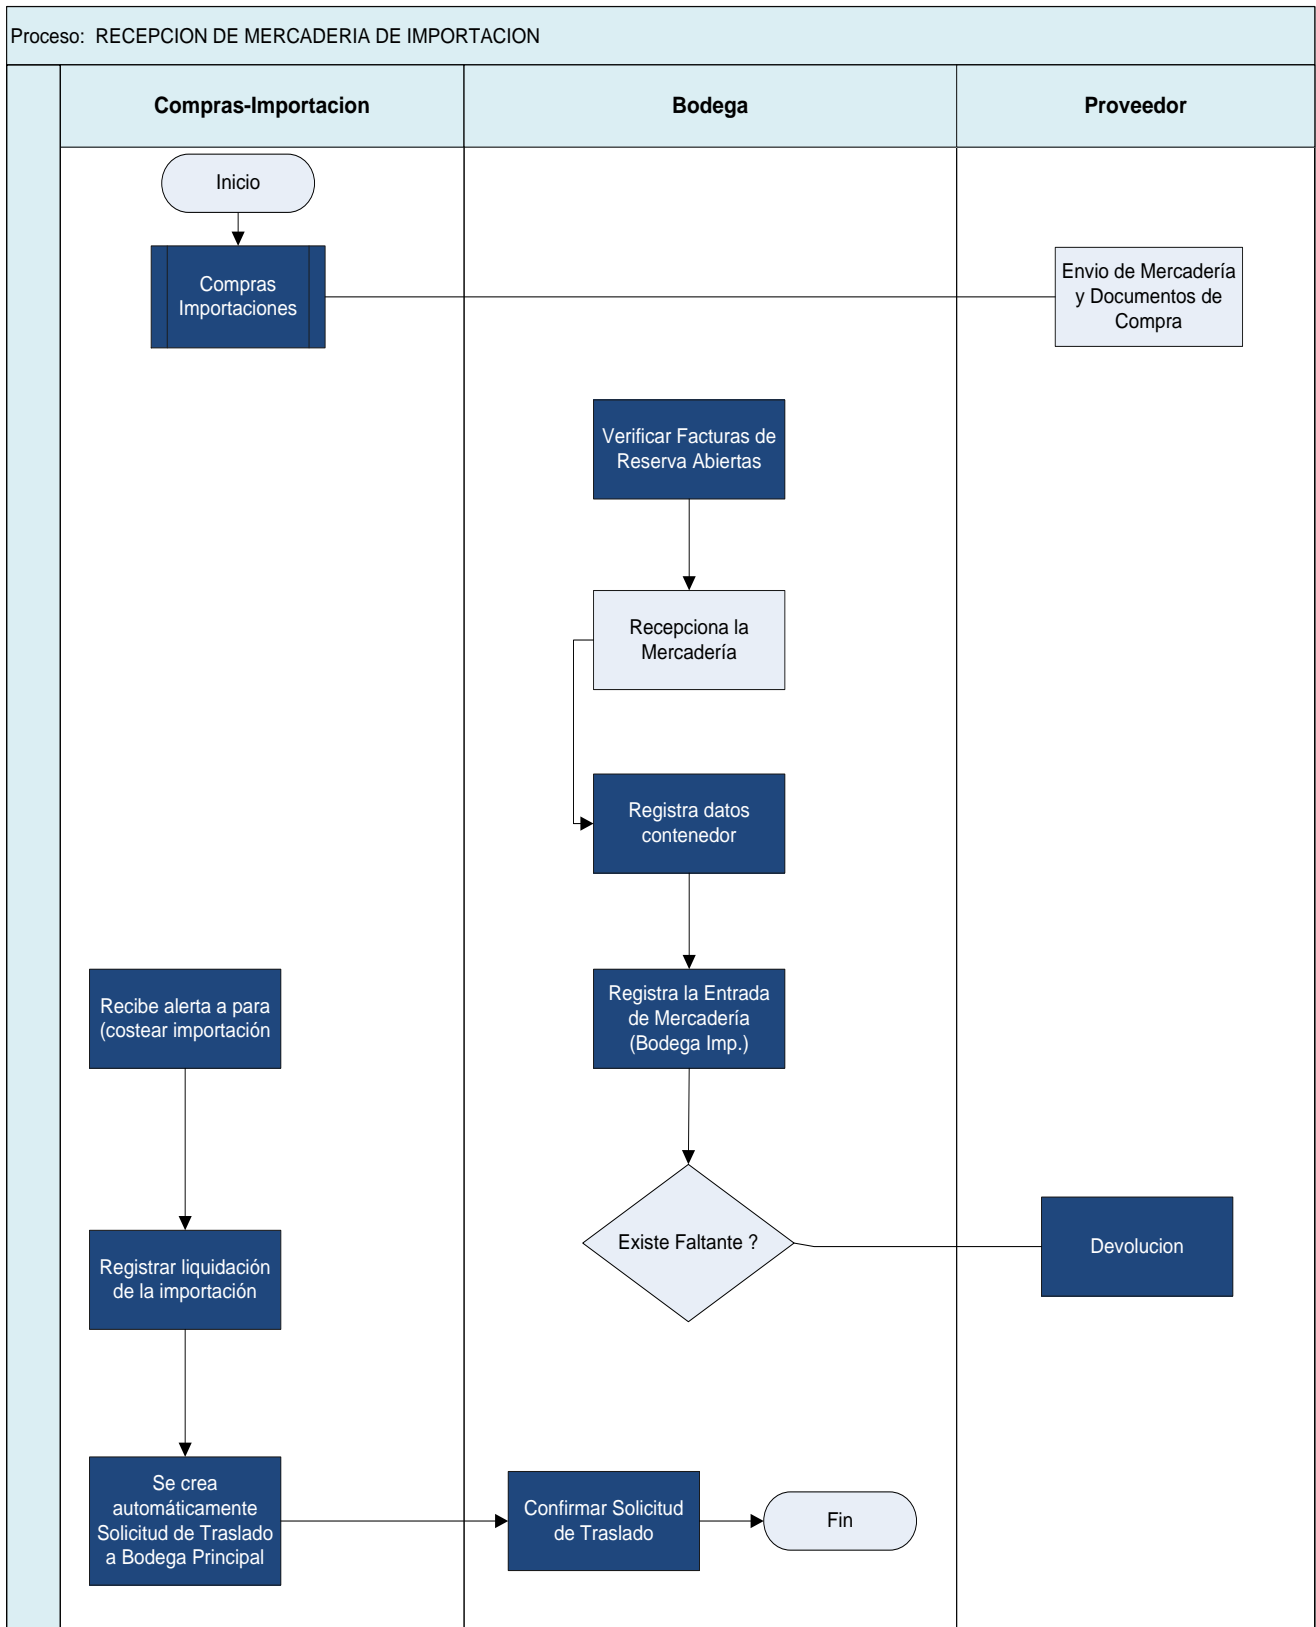 Proceso: RECEPCION DE MERCADERIA DE IMPORTACION
Compras-Importacion
Bodega
Proveedor
Inicio
Compras
Importaciones
Envio de Mercadería
y Documentos de
Compra
Verificar Facturas de
Reserva Abiertas
Recepciona la
Mercadería
Registra datos
contenedor
Recibe alerta a para
(costear importación
Registra la Entrada
de Mercadería
(Bodega Imp.)
Existe Faltante ?
Devolucion
Registrar liquidación
de la importación
Se crea
automáticamente
Solicitud de Traslado
a Bodega Principal
Confirmar Solicitud
de Traslado
Fin